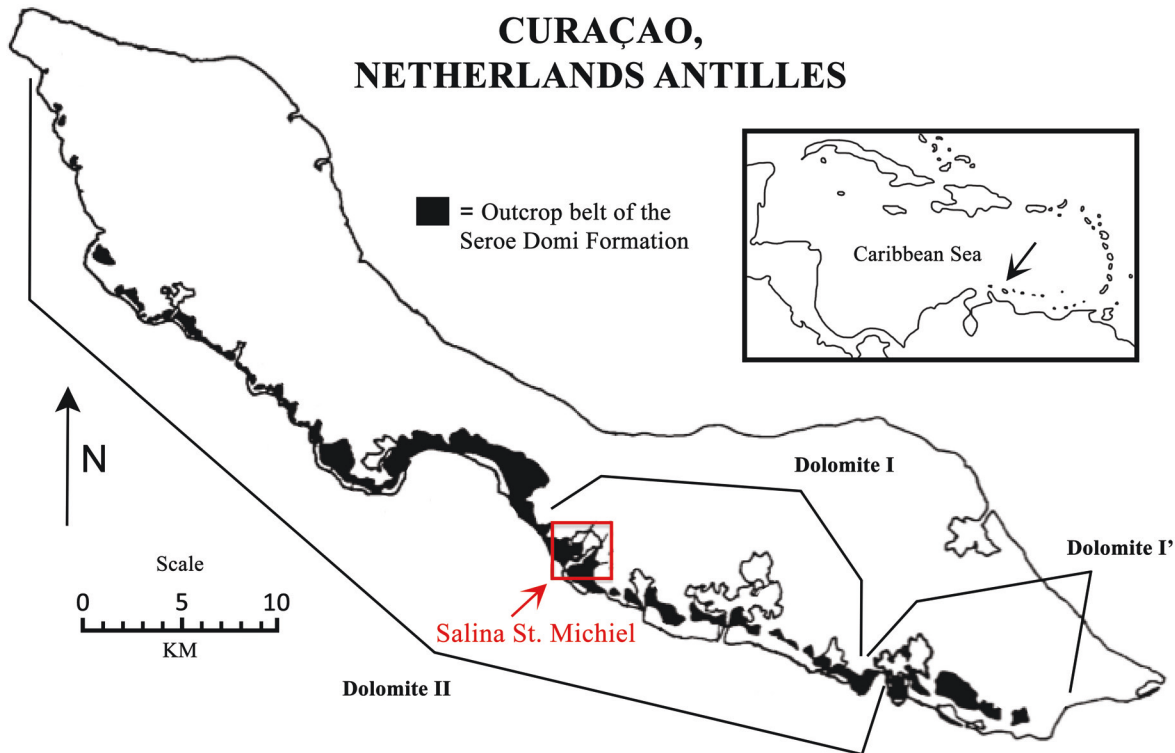 CURAÇAO,
NETHERLANDS ANTILLES
= Outcrop belt of the
Seroe Domi Formation
Caribbean Sea
N
Dolomite I
Dolomite I’
Scale
0 5 10
KM
Salina St. Michiel
Dolomite II